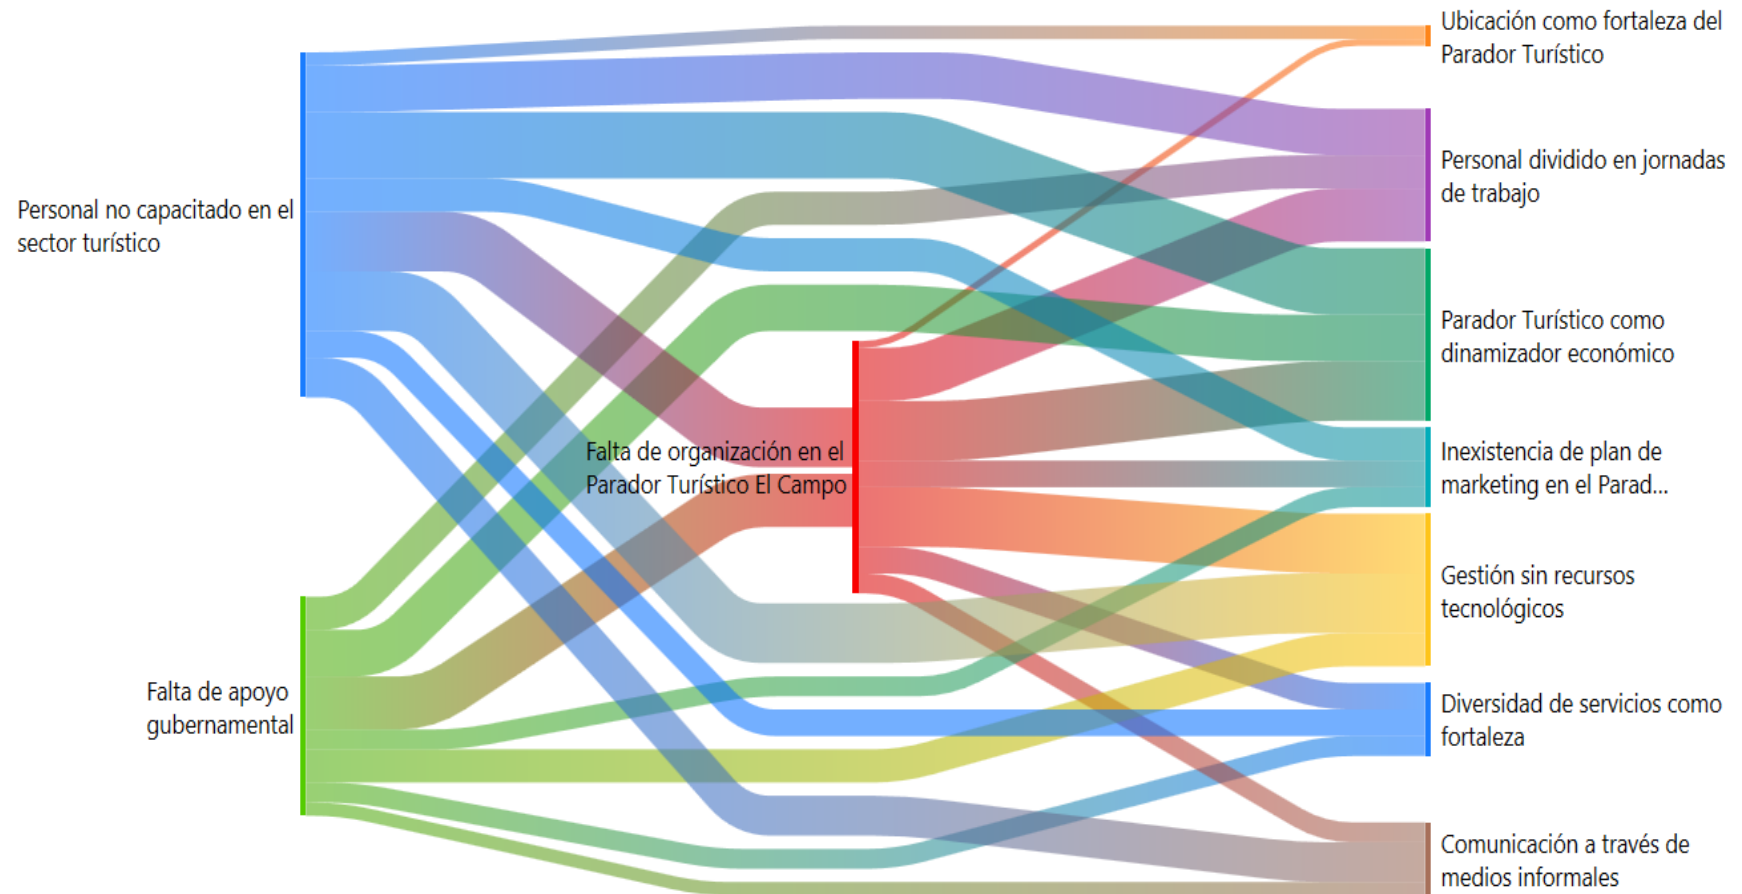 Personal no capacitado en el
sector turístico
Falta de apoyo
gubernamental
Falta de organización en el
Parador Turístico El Campo
Ubicación como fortaleza del
Parador Turístico
Personal dividido en jornadas
de trabajo
Parador Turístico como
dinamizador económico
Inexistencia de plan de
marketing en el Parad...
Gestión sin recursos
tecnológicos
Diversidad de servicios como
fortaleza
Comunicación a través de
medios informales